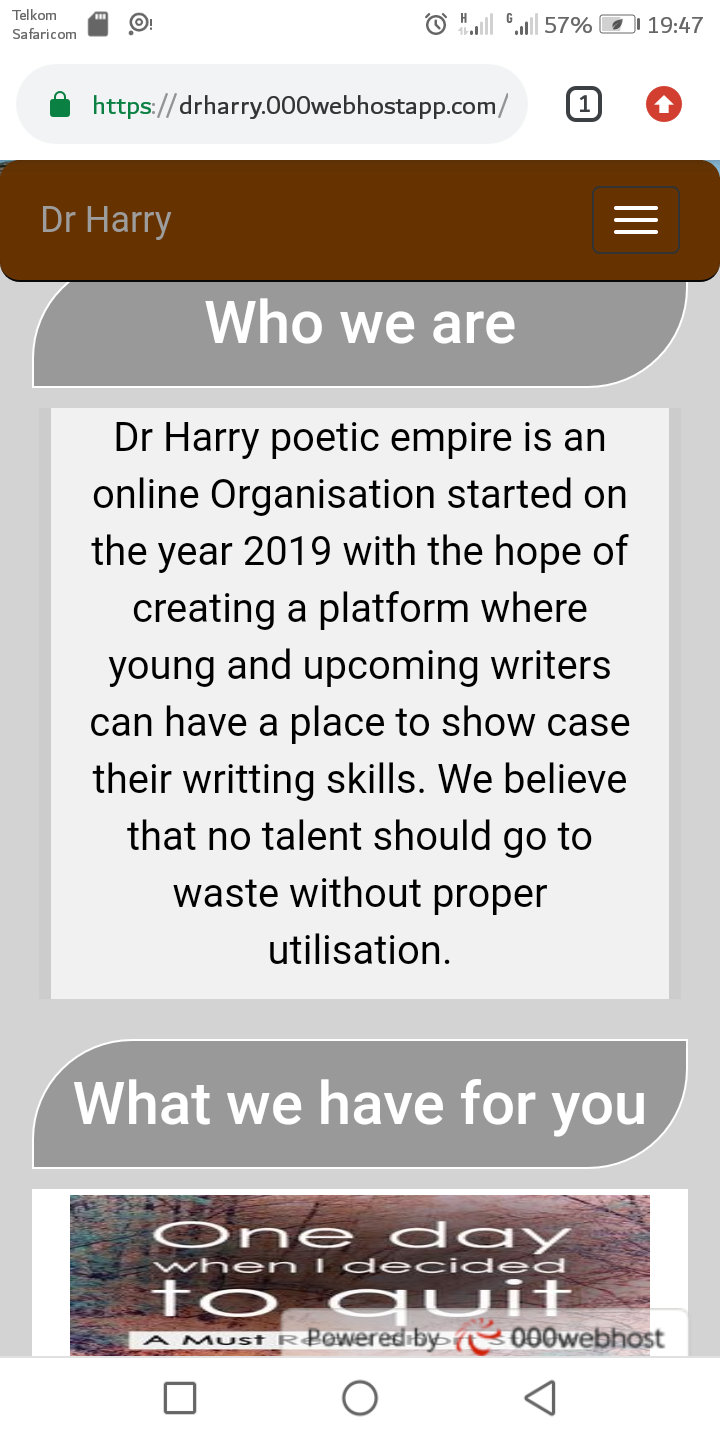 Telkom
Safaricom
H
G
57%
19:47
https://drharry.000webhostapp.com/
1
Dr Harry
Who we are
Dr Harry poetic empire is an
online Organisation started on
the year 2019 with the hope of
creating a platform where
young and upcoming writers
can have a place to show case
their writting skills. We believe
that no talent should go to
waste without proper
utilisation.
What we have for you
One day
when I decided
to quit
A Must
Powered by 000webhost